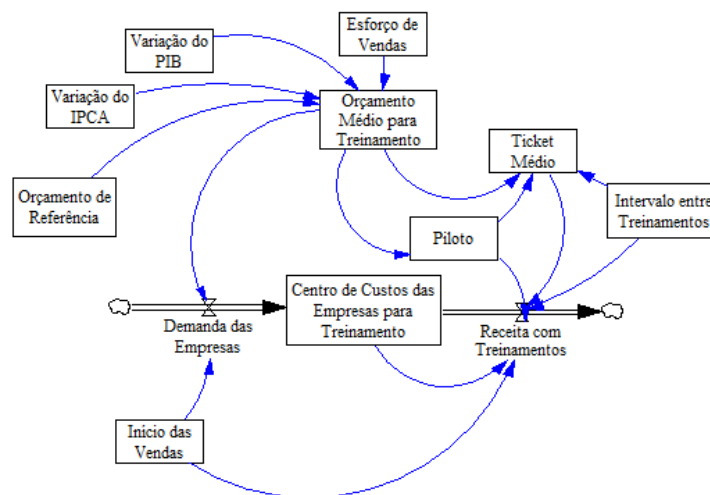 Esforço de
Vendas
Variação do
PIB
Variação do
IPCA
Orçamento
Médio para
Treinamento
Ticket
Médio
Orçamento de
Referência
Intervalo entre
Treinamentos
Piloto
Centro de Custos das
Empresas para
Treinamento
Demanda das
Empresas
Receita com
Treinamentos
Inicio das
Vendas